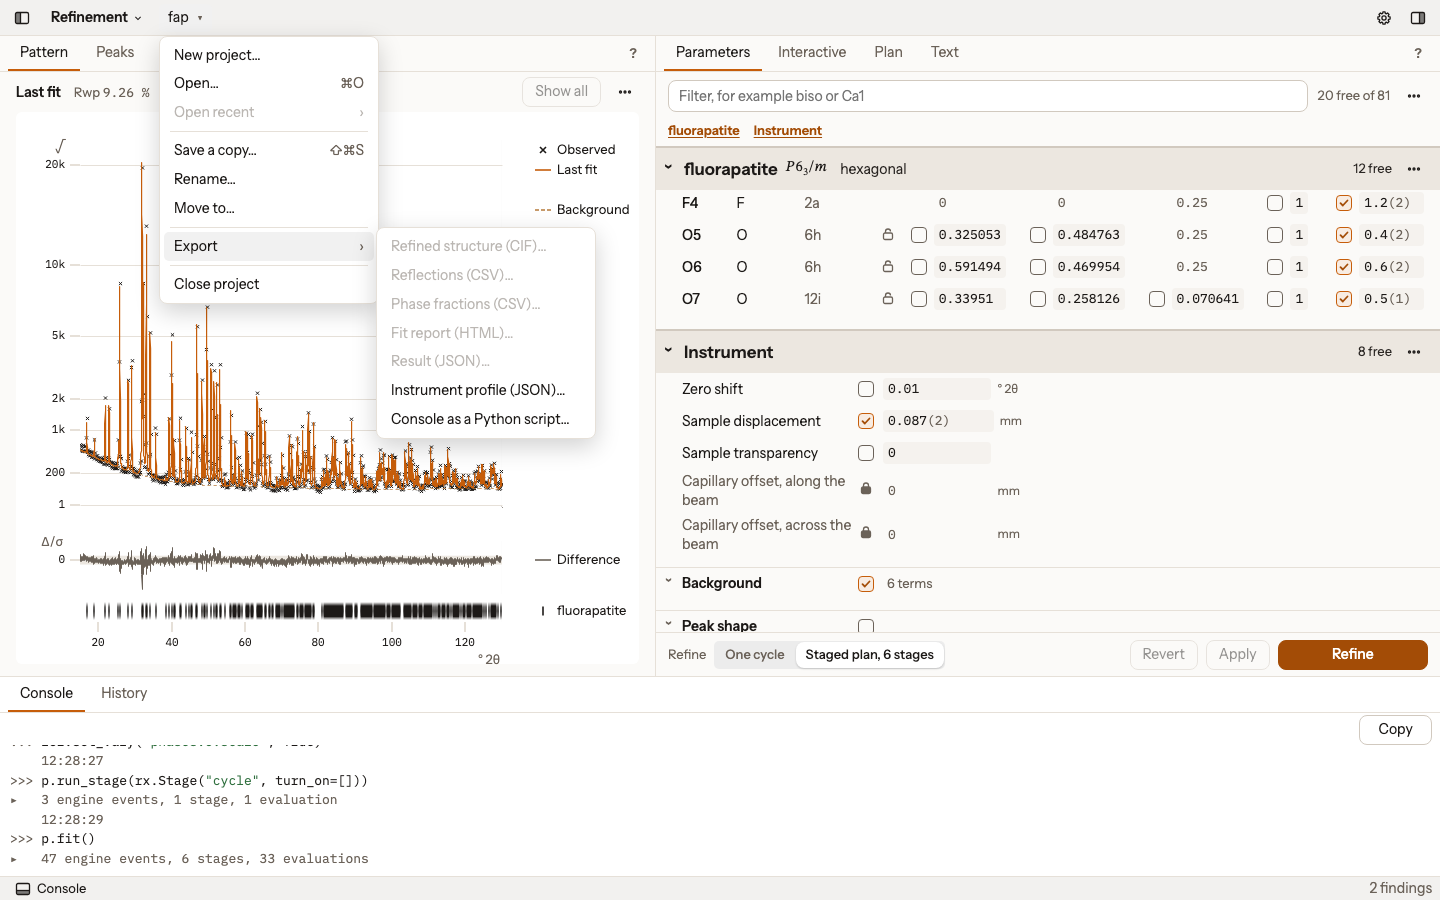 Refinement fap
Pattern Peaks ?
Last fit Rwp 9.26 % Show all
New project...
Open... ⌘O
Open recent ›
Save a copy... ⇧⌘S
Rename...
Move to...
Export ›
Close project
Refined structure (CIF)...
Reflections (CSV)...
Phase fractions (CSV)...
Fit report (HTML)...
Result (JSON)...
Instrument profile (JSON)...
Console as a Python script...
√
20k
10k
5k
2k
1k
200
1
Δ/σ
0
20 40 60 80 100 120
°2θ
Observed
Last fit
Background
Difference
fluorapatite
Parameters Interactive Plan Text ?
Filter, for example biso or Ca1 20 free of 81
fluorapatite Instrument
fluorapatite P6₃/m hexagonal 12 free
F4 F 2a 0 0 0.25 1 1.2(2)
O5 O 6h 0.325053 0.484763 0.25 1 0.4(2)
O6 O 6h 0.591494 0.469954 0.25 1 0.6(2)
O7 O 12i 0.33951 0.258126 0.070641 1 0.5(1)
Instrument 8 free
Zero shift 0.01 °2θ
Sample displacement 0.087(2) mm
Sample transparency 0
Capillary offset, along the
beam 0 mm
Capillary offset, across the
beam 0 mm
Background 6 terms
Peak shape
Refine One cycle Staged plan, 6 stages Revert Apply Refine
Console History
Copy
12:28:27
>>> p.run_stage(rx.Stage("cycle", turn_on=[]))
▸ 3 engine events, 1 stage, 1 evaluation
12:28:29
>>> p.fit()
▸ 47 engine events, 6 stages, 33 evaluations
Console 2 findings